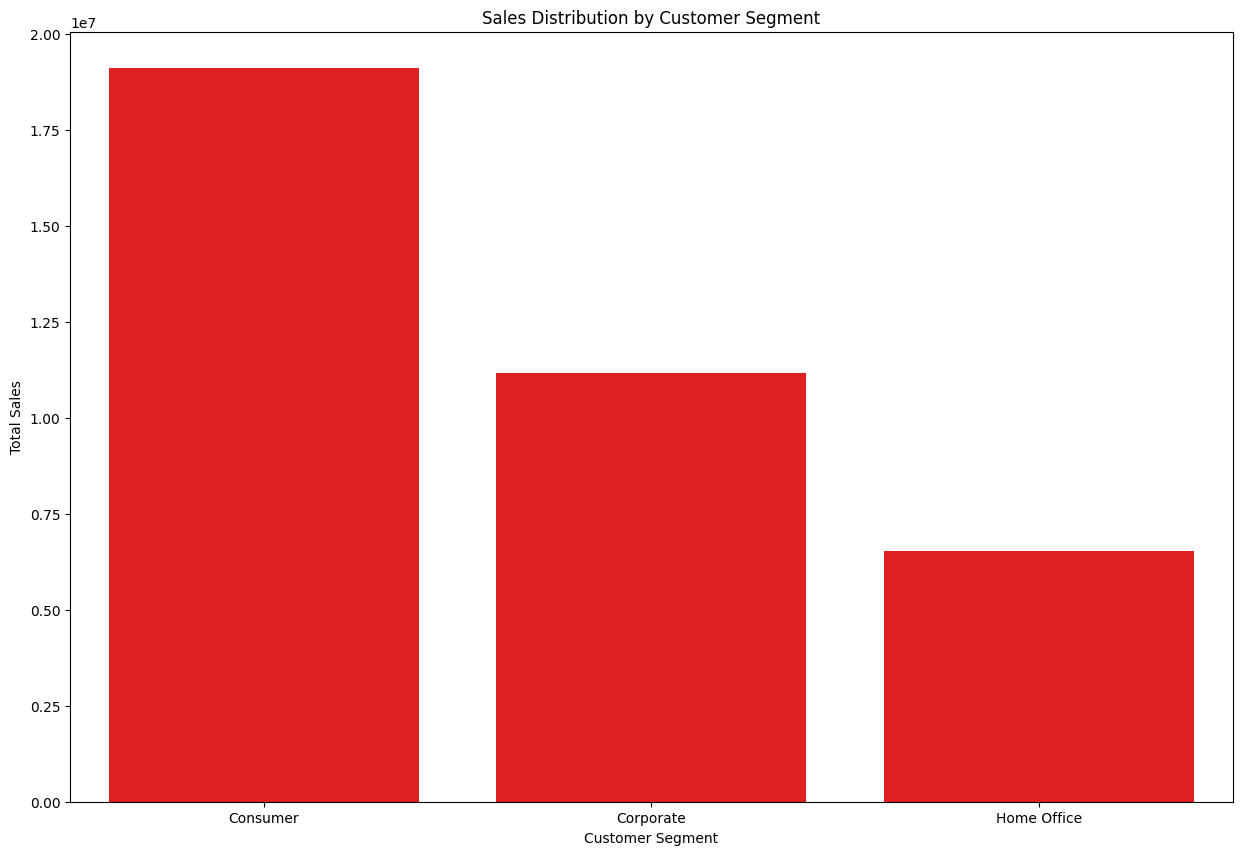 Sales Distribution by Customer Segment
1e7
2.00
1.75
1.50
1.25
1.00
0.75
0.50
0.25
0.00
Total Sales
Consumer
Corporate
Home Office
Customer Segment